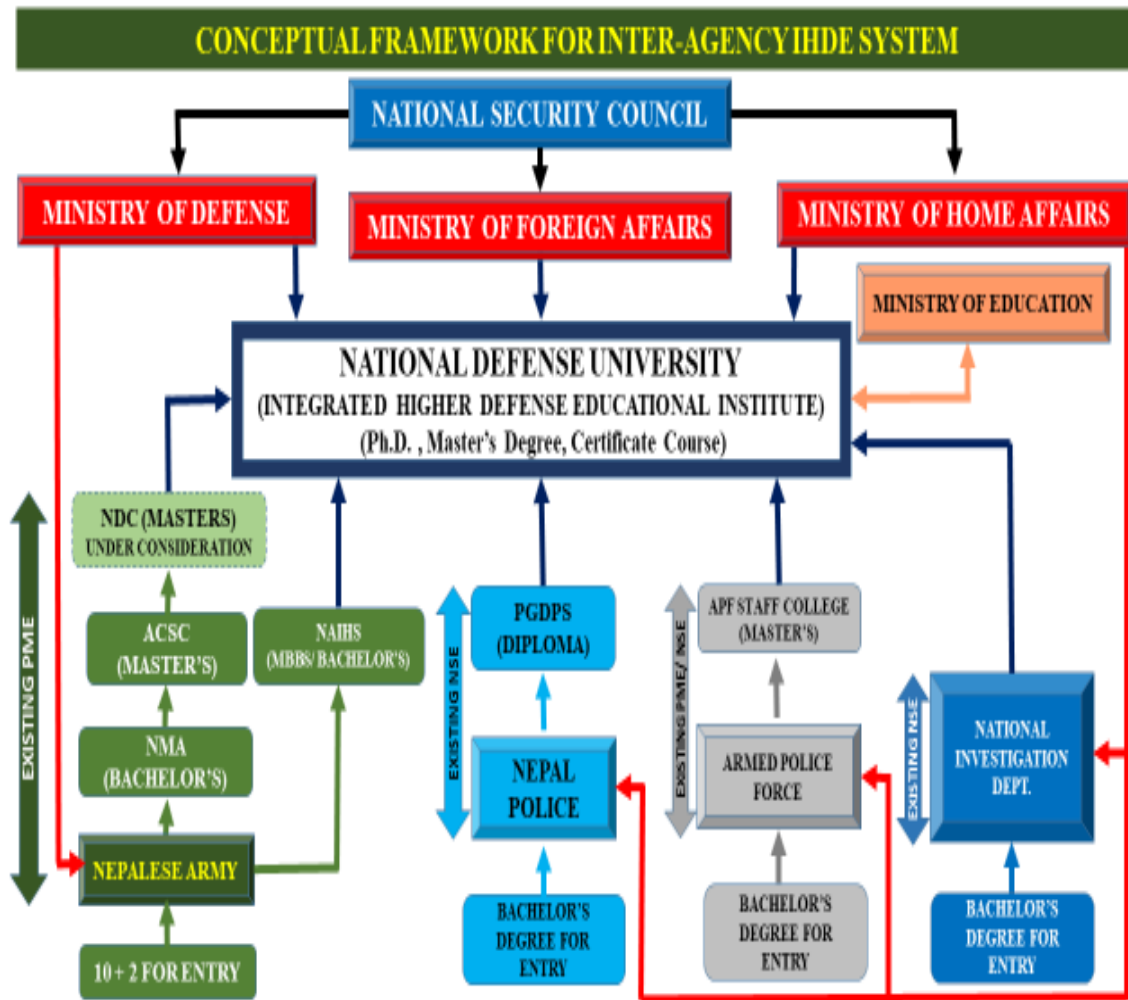 CONCEPTUAL FRAMEWORK FOR INTER-AGENCY IHDE SYSTEM
NATIONAL SECURITY COUNCIL
MINISTRY OF DEFENSE
MINISTRY OF FOREIGN AFFAIRS
MINISTRY OF HOME AFFAIRS
MINISTRY OF EDUCATION
NATIONAL DEFENSE UNIVERSITY
(INTEGRATED HIGHER DEFENSE EDUCATIONAL INSTITUTE)
(Ph.D. , Master's Degree, Certificate Course)
EXISTING PME
NDC (MASTERS)
UNDER CONSIDERATION
ACSC
(MASTER'S)
NAIHS
(MBBS/ BACHELOR'S)
NMA
(BACHELOR'S)
NEPALESE ARMY
10 + 2 FOR ENTRY
EXISTING NSE
PGDPS
(DIPLOMA)
NEPAL
POLICE
BACHELOR'S
DEGREE FOR
ENTRY
EXISTING PME/ NSE
APF STAFF COLLEGE
(MASTER'S)
ARMED POLICE
FORCE
BACHELOR'S
DEGREE FOR
ENTRY
EXISTING NSE
NATIONAL
INVESTIGATION
DEPT.
BACHELOR'S
DEGREE FOR
ENTRY